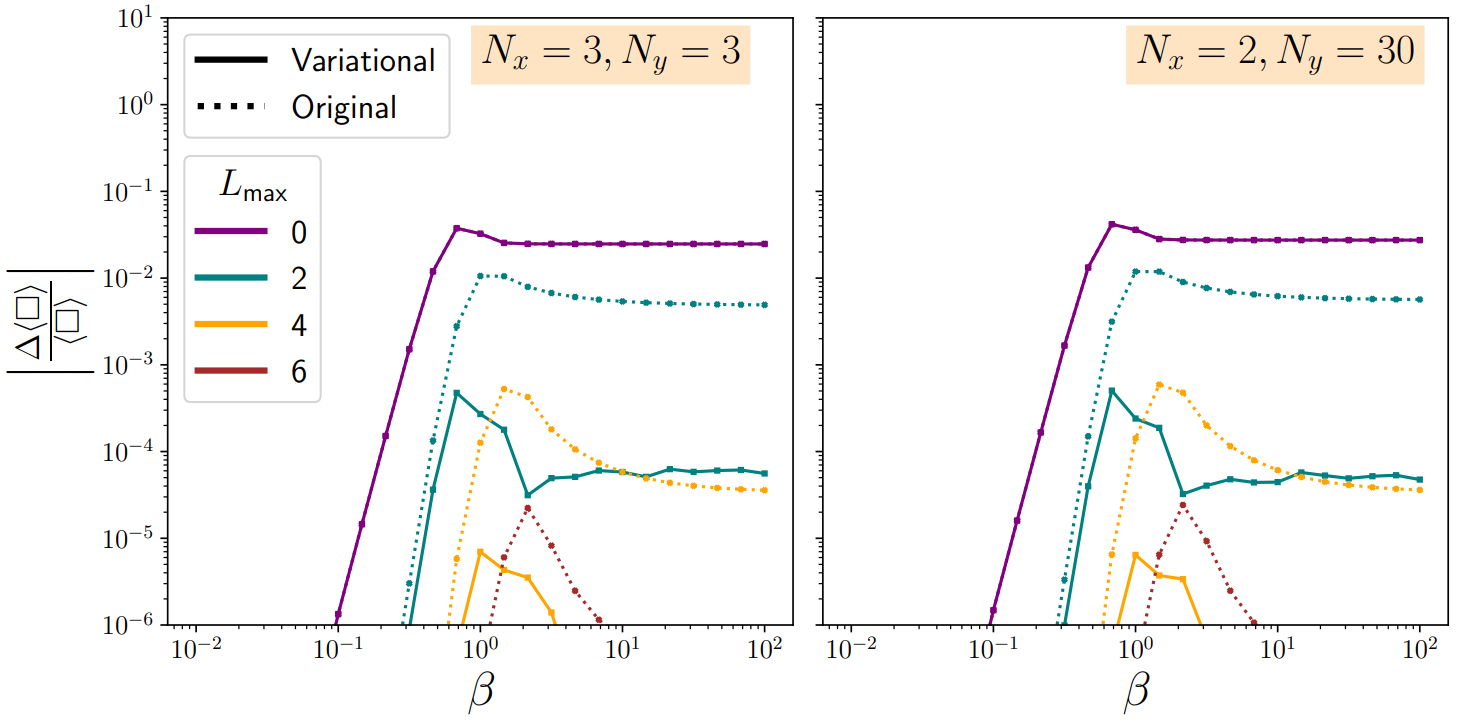 N_x = 3, N_y = 3
N_x = 2, N_y = 30
Variational
Original
L_max
0
2
4
6
|Δ⟨□⟩/⟨□⟩|
10^1
10^0
10^−1
10^−2
10^−3
10^−4
10^−5
10^−6
10^−2 10^−1 10^0 10^1 10^2
10^−2 10^−1 10^0 10^1 10^2
β
β